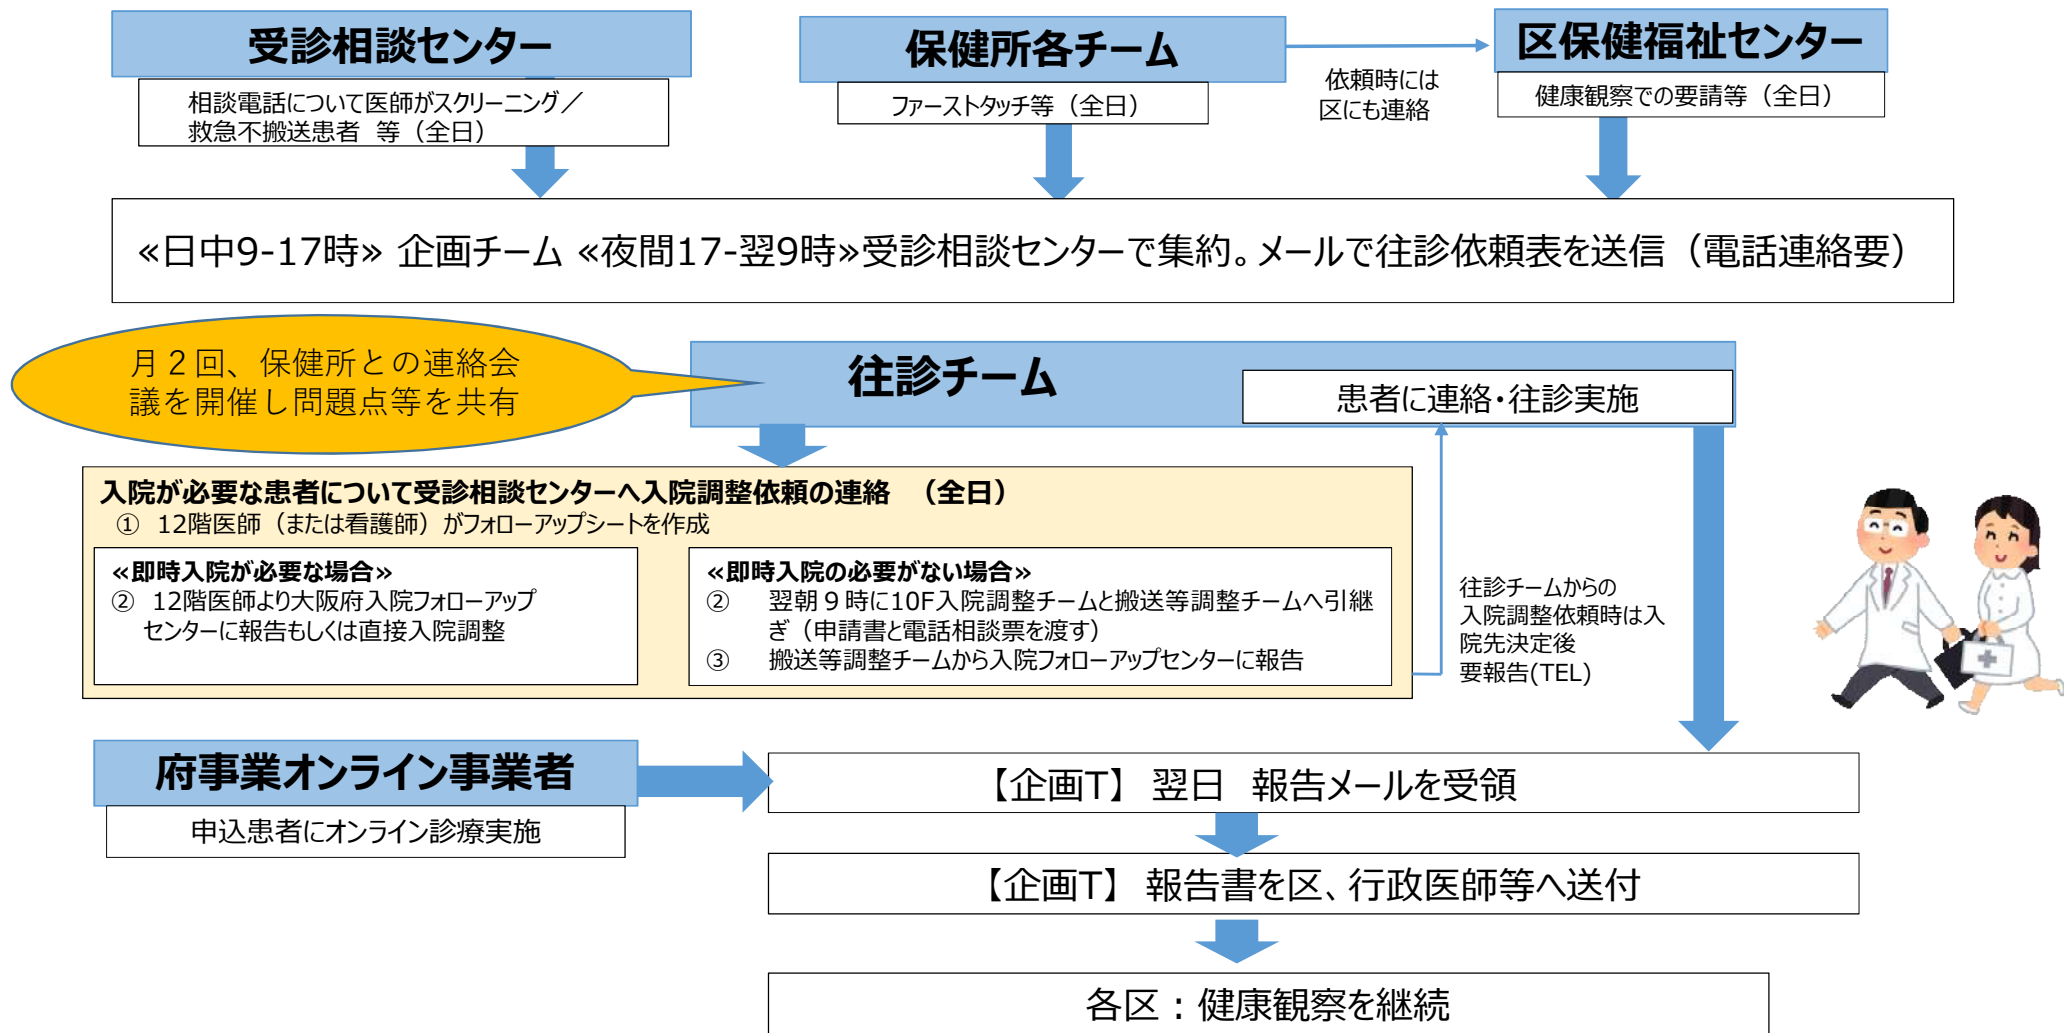 受診相談センター
相談電話について医師がスクリーニング／
救急不搬送患者 等（全日）
保健所各チーム
ファーストタッチ等（全日）
依頼時には
区にも連絡
区保健福祉センター
健康観察での要請等（全日）
«日中9-17時» 企画チーム «夜間17-翌9時»受診相談センターで集約。メールで往診依頼表を送信（電話連絡要）
月２回、保健所との連絡会
議を開催し問題点等を共有
往診チーム
患者に連絡・往診実施
入院が必要な患者について受診相談センターへ入院調整依頼の連絡 （全日）
① 12階医師（または看護師）がフォローアップシートを作成
«即時入院が必要な場合»
② 12階医師より大阪府入院フォローアップ
センターに報告もしくは直接入院調整
«即時入院の必要がない場合»
② 翌朝９時に10F入院調整チームと搬送等調整チームへ引継
ぎ（申請書と電話相談票を渡す）
③ 搬送等調整チームから入院フォローアップセンターに報告
往診チームからの
入院調整依頼時は入
院先決定後
要報告(TEL)
府事業オンライン事業者
申込患者にオンライン診療実施
【企画T】 翌日 報告メールを受領
【企画T】 報告書を区、行政医師等へ送付
各区：健康観察を継続